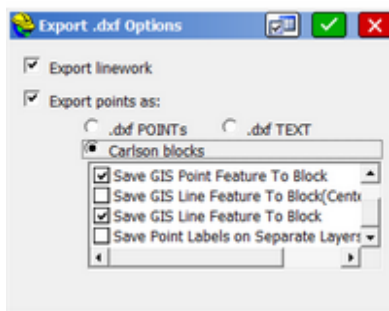 Export .dxf Options
Export linework
Export points as:
.dxf POINTs .dxf TEXT
Carlson blocks
Save GIS Point Feature To Block
Save GIS Line Feature To Block(Cente
Save GIS Line Feature To Block
Save Point Labels on Separate Layers